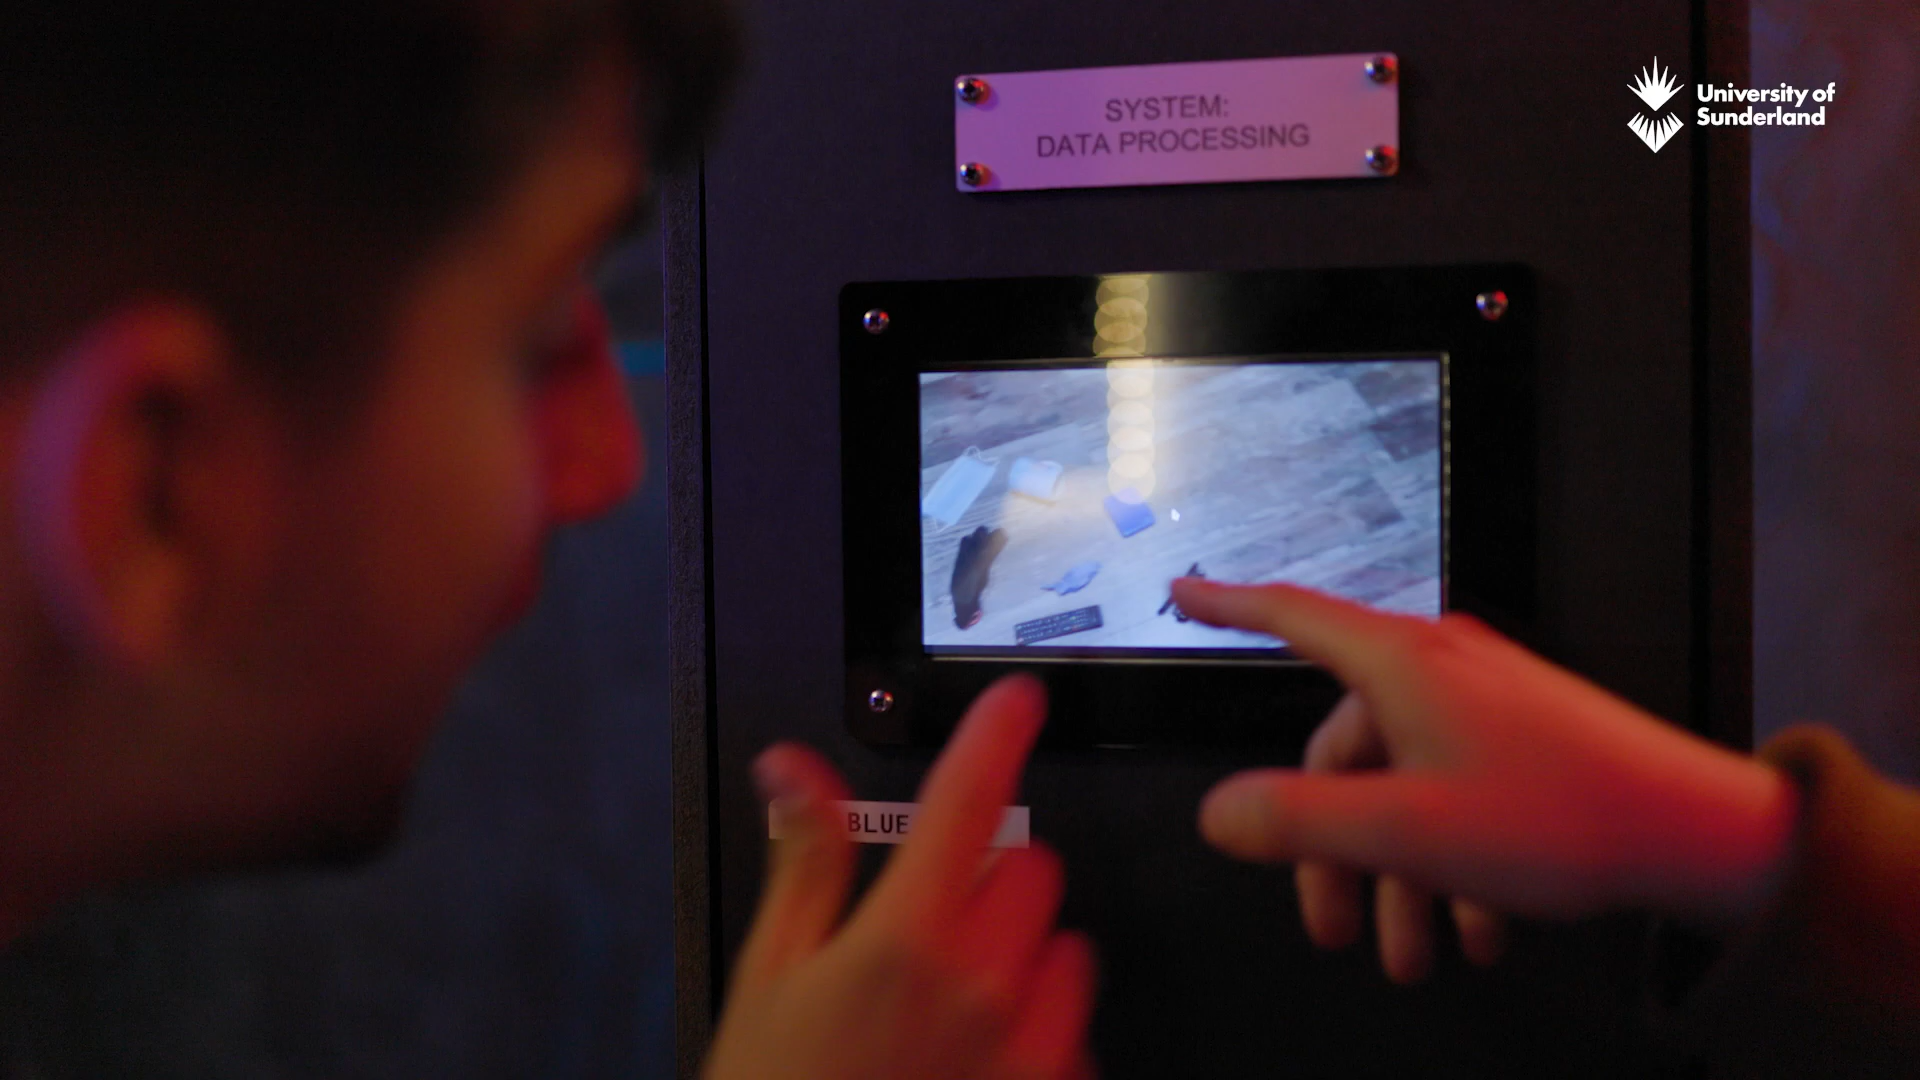 SYSTEM:
DATA PROCESSING
University of
Sunderland
BLUE